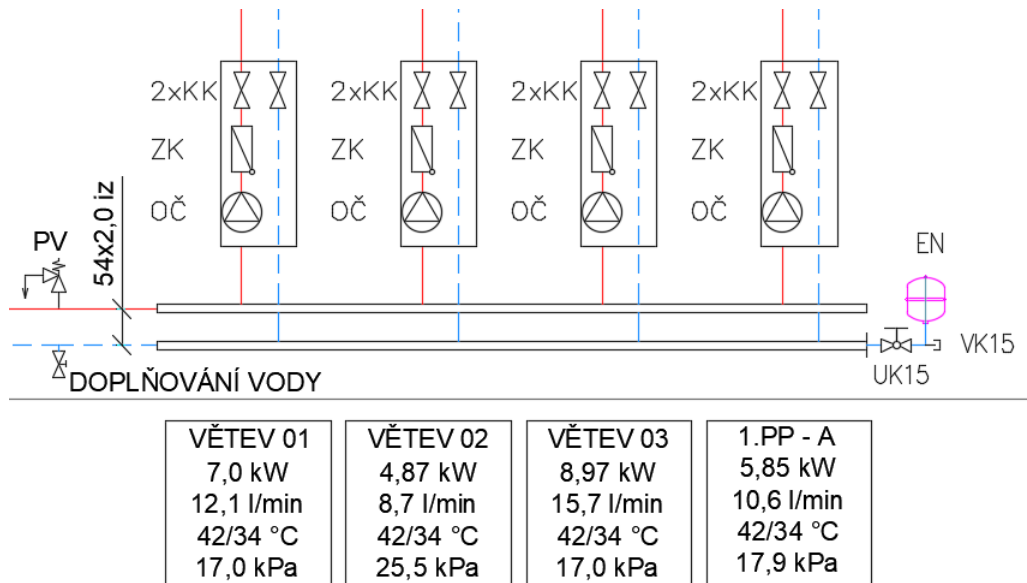 2xKK
2xKK
2xKK
2xKK
ZK
ZK
ZK
ZK
OČ
OČ
OČ
OČ
PV
54x2,0 iz
EN
VK15
UK15
DOPLŇOVÁNÍ VODY
VĚTEV 01
7,0 kW
12,1 l/min
42/34 °C
17,0 kPa
VĚTEV 02
4,87 kW
8,7 l/min
42/34 °C
25,5 kPa
VĚTEV 03
8,97 kW
15,7 l/min
42/34 °C
17,0 kPa
1.PP - A
5,85 kW
10,6 l/min
42/34 °C
17,9 kPa